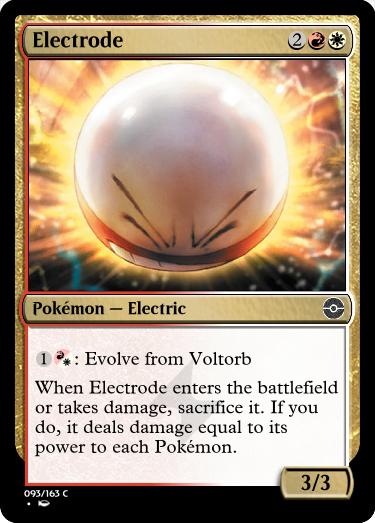 Electrode 2
Pokémon — Electric
1 : Evolve from Voltorb
When Electrode enters the battlefield
or takes damage, sacrifice it. If you
do, it deals damage equal to its
power to each Pokémon.
3/3
093/163 C